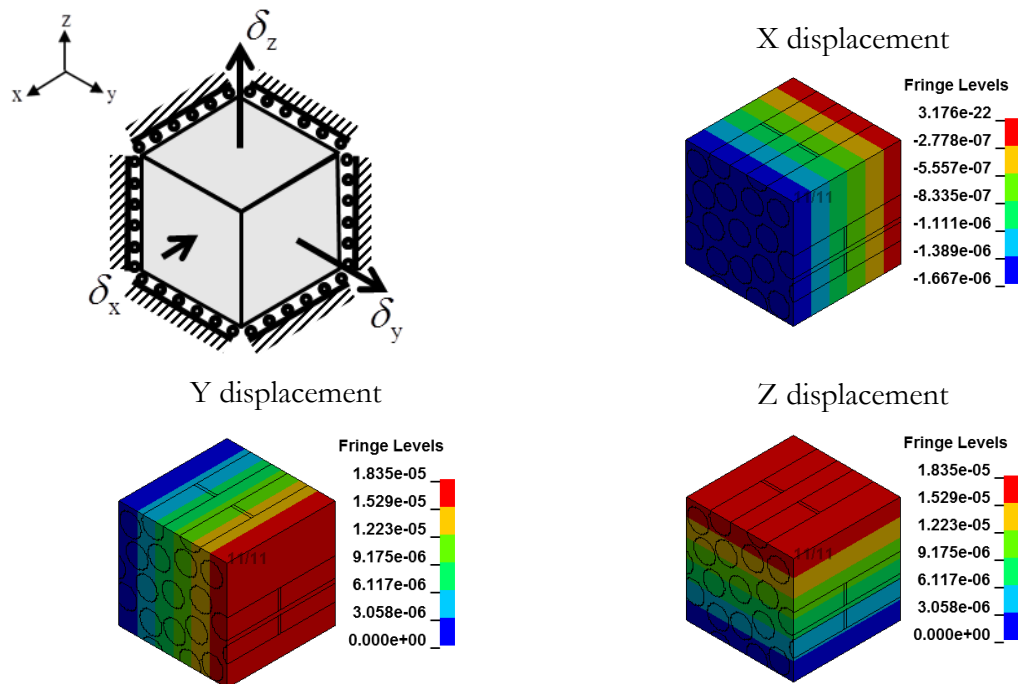 z
x
y
δz
δx
δy
X displacement
Fringe Levels
3.176e-22
-2.778e-07
-5.557e-07
-8.335e-07
-1.111e-06
-1.389e-06
-1.667e-06
11/11
Y displacement
Fringe Levels
1.835e-05
1.529e-05
1.223e-05
9.175e-06
6.117e-06
3.058e-06
0.000e+00
11/11
Z displacement
Fringe Levels
1.835e-05
1.529e-05
1.223e-05
9.175e-06
6.117e-06
3.058e-06
0.000e+00
11/11